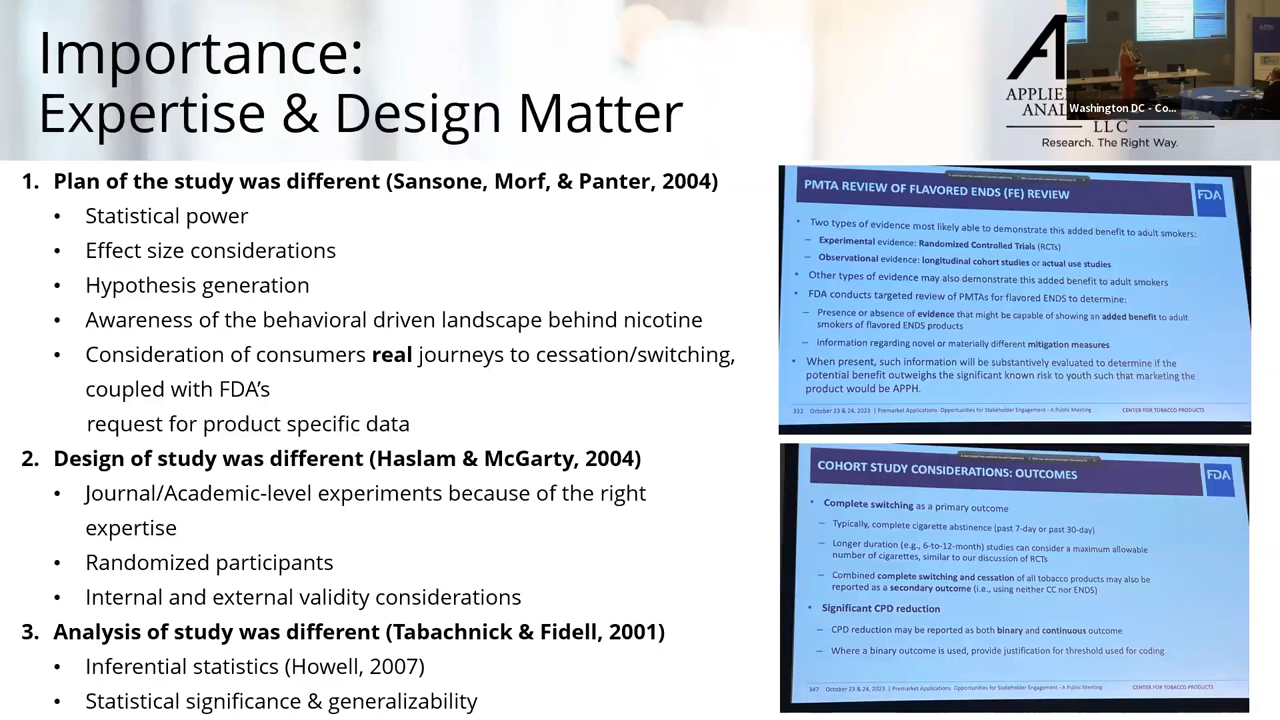 Importance:
Expertise & Design Matter
APPLIE
ANAL
LLC
Research. The Right Way.
Washington DC - Co...
1. Plan of the study was different (Sansone, Morf, & Panter, 2004)
• Statistical power
• Effect size considerations
• Hypothesis generation
• Awareness of the behavioral driven landscape behind nicotine
• Consideration of consumers real journeys to cessation/switching,
coupled with FDA's
request for product specific data
2. Design of study was different (Haslam & McGarty, 2004)
• Journal/Academic-level experiments because of the right
expertise
• Randomized participants
• Internal and external validity considerations
3. Analysis of study was different (Tabachnick & Fidell, 2001)
• Inferential statistics (Howell, 2007)
• Statistical significance & generalizability
PMTA REVIEW OF FLAVORED ENDS (FE) REVIEW
FDA
• Two types of evidence most likely able to demonstrate this added benefit to adult smokers:
– Experimental evidence: Randomized Controlled Trials (RCTs)
– Observational evidence: longitudinal cohort studies or actual use studies
• Other types of evidence may also demonstrate this added benefit to adult smokers
• FDA conducts targeted review of PMTAs for flavored ENDS to determine:
– Presence or absence of evidence that might be capable of showing an added benefit to adult
smokers of flavored ENDS products
– Information regarding novel or materially different mitigation measures
• When present, such information will be substantively evaluated to determine if the
potential benefit outweighs the significant known risk to youth such that marketing the
product would be APPH.
312 October 23 & 24, 2023 | Premarket Applications: Opportunities for Stakeholder Engagement - A Public Meeting CENTER FOR TOBACCO PRODUCTS
COHORT STUDY CONSIDERATIONS: OUTCOMES
FDA
• Complete switching as a primary outcome
– Typically, complete cigarette abstinence (past 7-day or past 30-day)
– Longer duration (e.g., 6-to-12-month) studies can consider a maximum allowable
number of cigarettes, similar to our discussion of RCTs
– Combined complete switching and cessation of all tobacco products may also be
reported as a secondary outcome (i.e., using neither CC nor ENDS)
• Significant CPD reduction
– CPD reduction may be reported as both binary and continuous outcome
– Where a binary outcome is used, provide justification for threshold used for coding
347 October 23 & 24, 2023 | Premarket Applications: Opportunities for Stakeholder Engagement - A Public Meeting CENTER FOR TOBACCO PRODUCTS